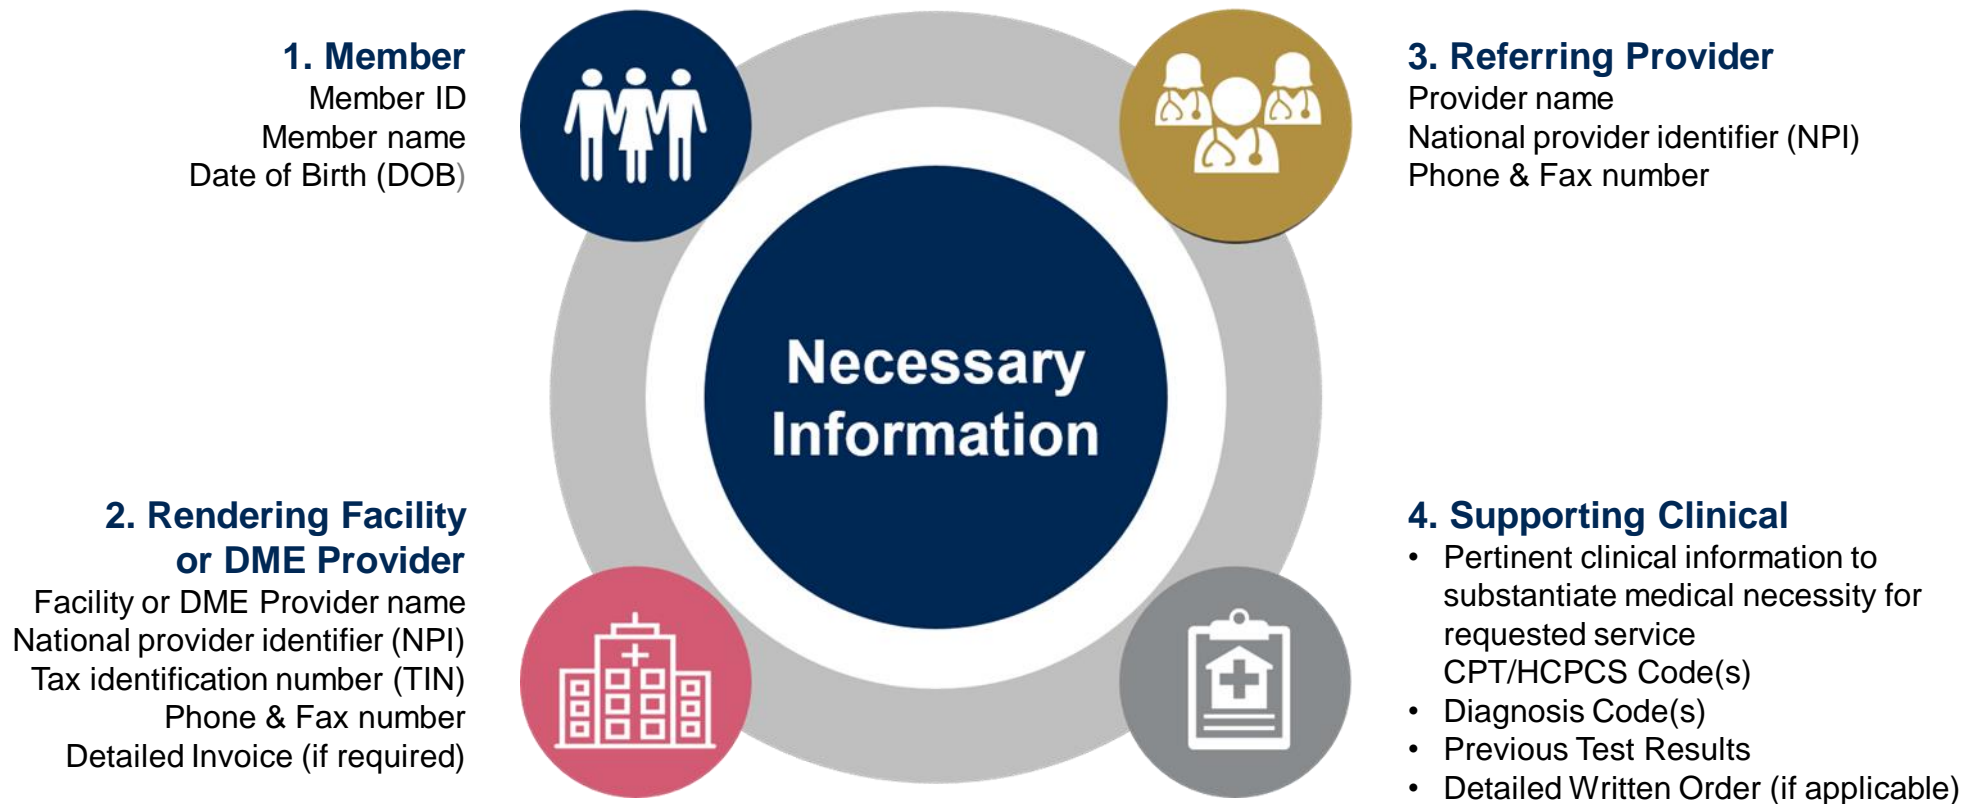 1. Member
Member ID
Member name
Date of Birth (DOB)
2. Rendering Facility
or DME Provider
Facility or DME Provider name
National provider identifier (NPI)
Tax identification number (TIN)
Phone & Fax number
Detailed Invoice (if required)
Necessary
Information
3. Referring Provider
Provider name
National provider identifier (NPI)
Phone & Fax number
4. Supporting Clinical
• Pertinent clinical information to
substantiate medical necessity for
requested service
CPT/HCPCS Code(s)
• Diagnosis Code(s)
• Previous Test Results
• Detailed Written Order (if applicable)